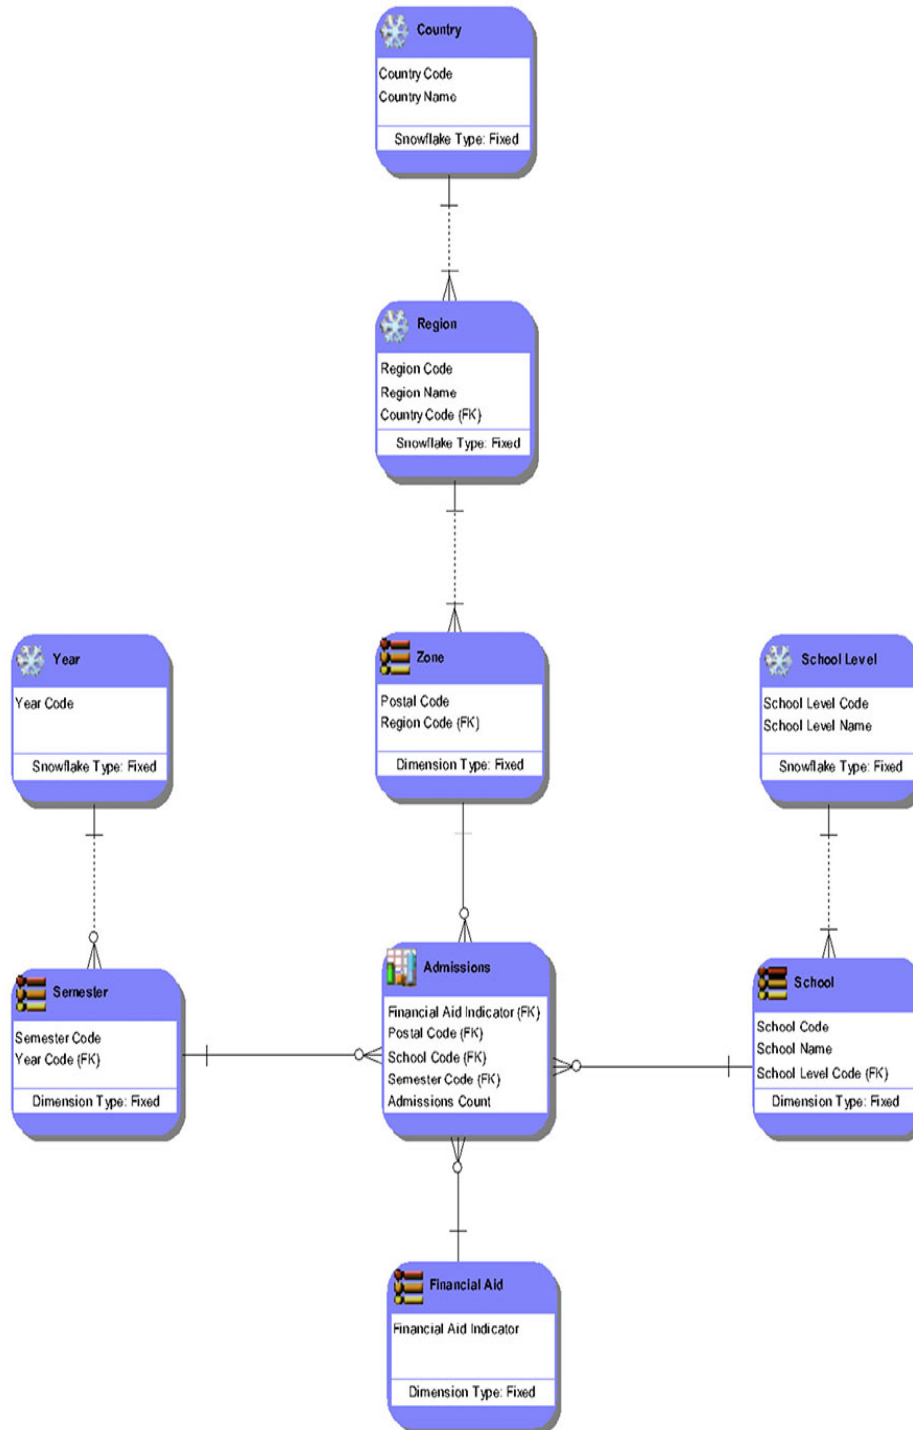 Country
Country Code
Country Name
Snowflake Type: Fixed
Region
Region Code
Region Name
Country Code (FK)
Snowflake Type: Fixed
Year
Year Code
Snowflake Type: Fixed
Zone
Postal Code
Region Code (FK)
Dimension Type: Fixed
School Level
School Level Code
School Level Name
Snowflake Type: Fixed
Semester
Semester Code
Year Code (FK)
Dimension Type: Fixed
Admissions
Financial Aid Indicator (FK)
Postal Code (FK)
School Code (FK)
Semester Code (FK)
Admissions Count
School
School Code
School Name
School Level Code (FK)
Dimension Type: Fixed
Financial Aid
Financial Aid Indicator
Dimension Type: Fixed